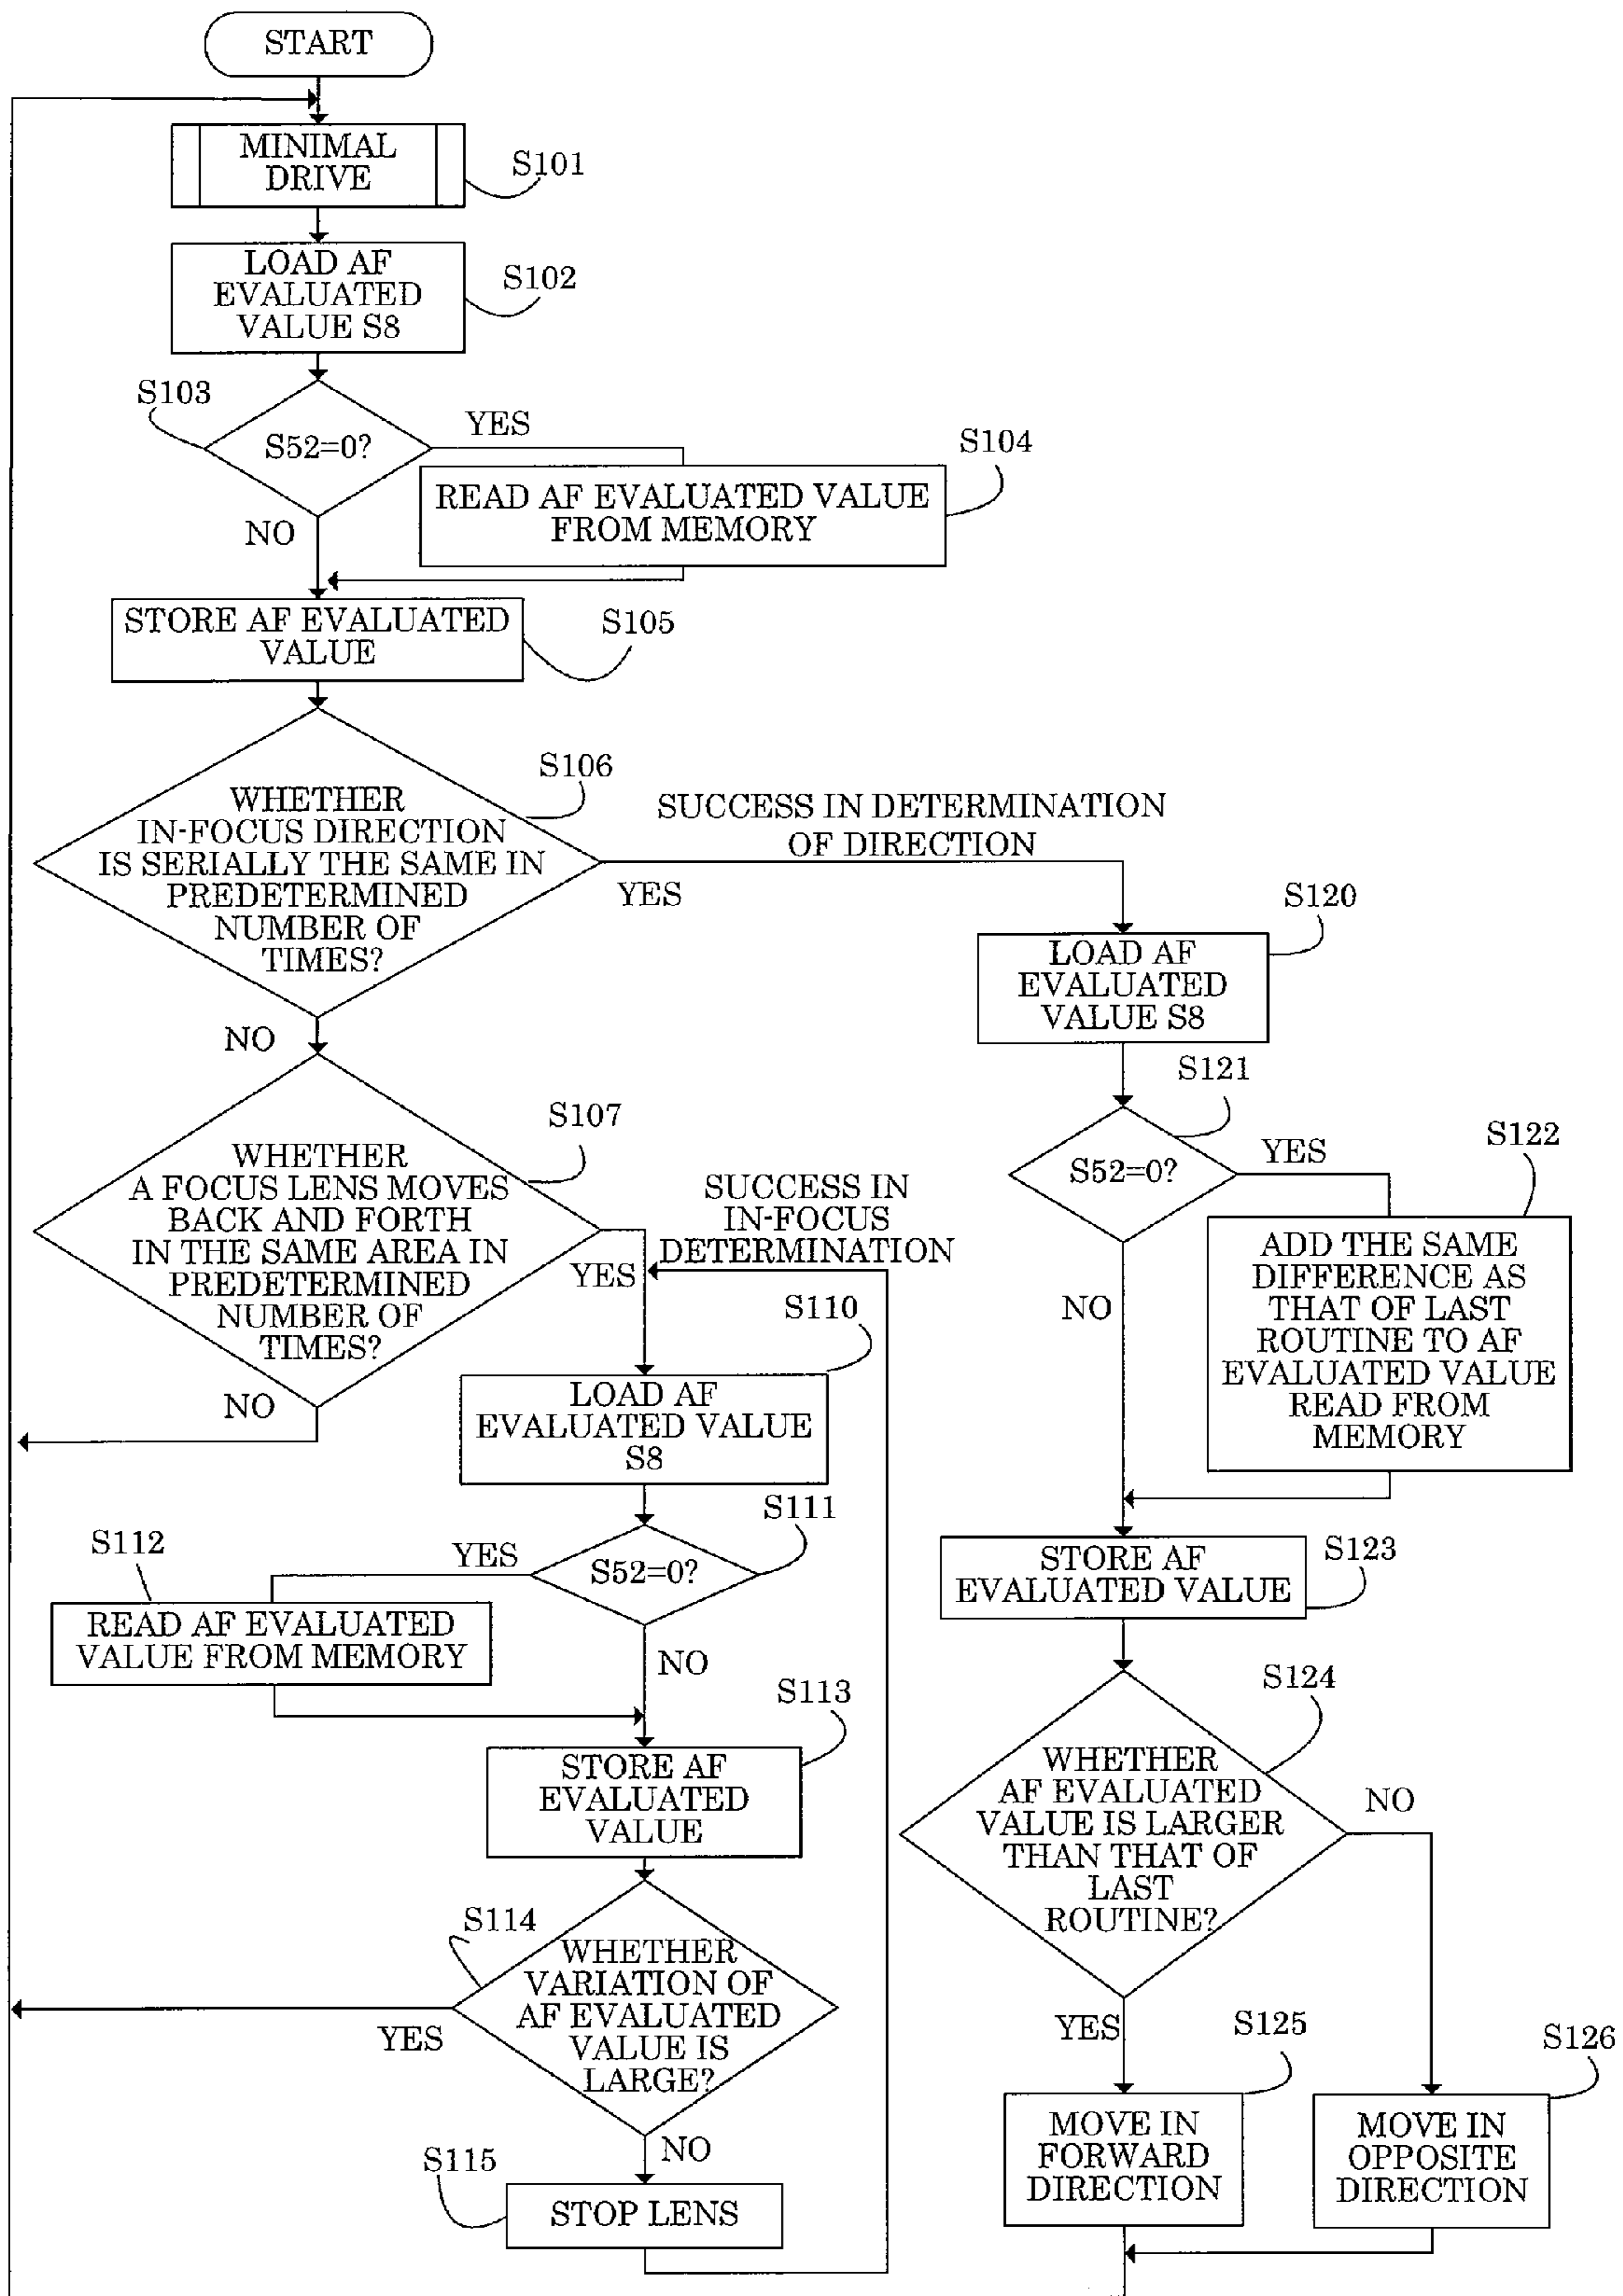 START
MINIMAL
DRIVE
S101
LOAD AF
EVALUATED
VALUE S8
S102
S103
S52=0?
YES
NO
S104
READ AF EVALUATED VALUE
FROM MEMORY
STORE AF EVALUATED
VALUE
S105
S106
WHETHER
IN-FOCUS DIRECTION
IS SERIALLY THE SAME IN
PREDETERMINED
NUMBER OF
TIMES?
SUCCESS IN DETERMINATION
OF DIRECTION
YES
NO
S107
WHETHER
A FOCUS LENS MOVES
BACK AND FORTH
IN THE SAME AREA IN
PREDETERMINED
NUMBER OF
TIMES?
NO
YES
SUCCESS IN
IN-FOCUS
DETERMINATION
S110
LOAD AF
EVALUATED VALUE
S8
S111
S52=0?
YES
NO
S112
READ AF EVALUATED
VALUE FROM MEMORY
S113
STORE AF
EVALUATED
VALUE
S114
WHETHER
VARIATION OF
AF EVALUATED
VALUE IS
LARGE?
YES
NO
S115
STOP LENS
S120
LOAD AF
EVALUATED
VALUE S8
S121
S52=0?
YES
NO
S122
ADD THE SAME
DIFFERENCE AS
THAT OF LAST
ROUTINE TO AF
EVALUATED VALUE
READ FROM
MEMORY
STORE AF
EVALUATED VALUE
S123
S124
WHETHER
AF EVALUATED
VALUE IS LARGER
THAN THAT OF
LAST
ROUTINE?
NO
YES
S125
MOVE IN
FORWARD
DIRECTION
S126
MOVE IN
OPPOSITE
DIRECTION